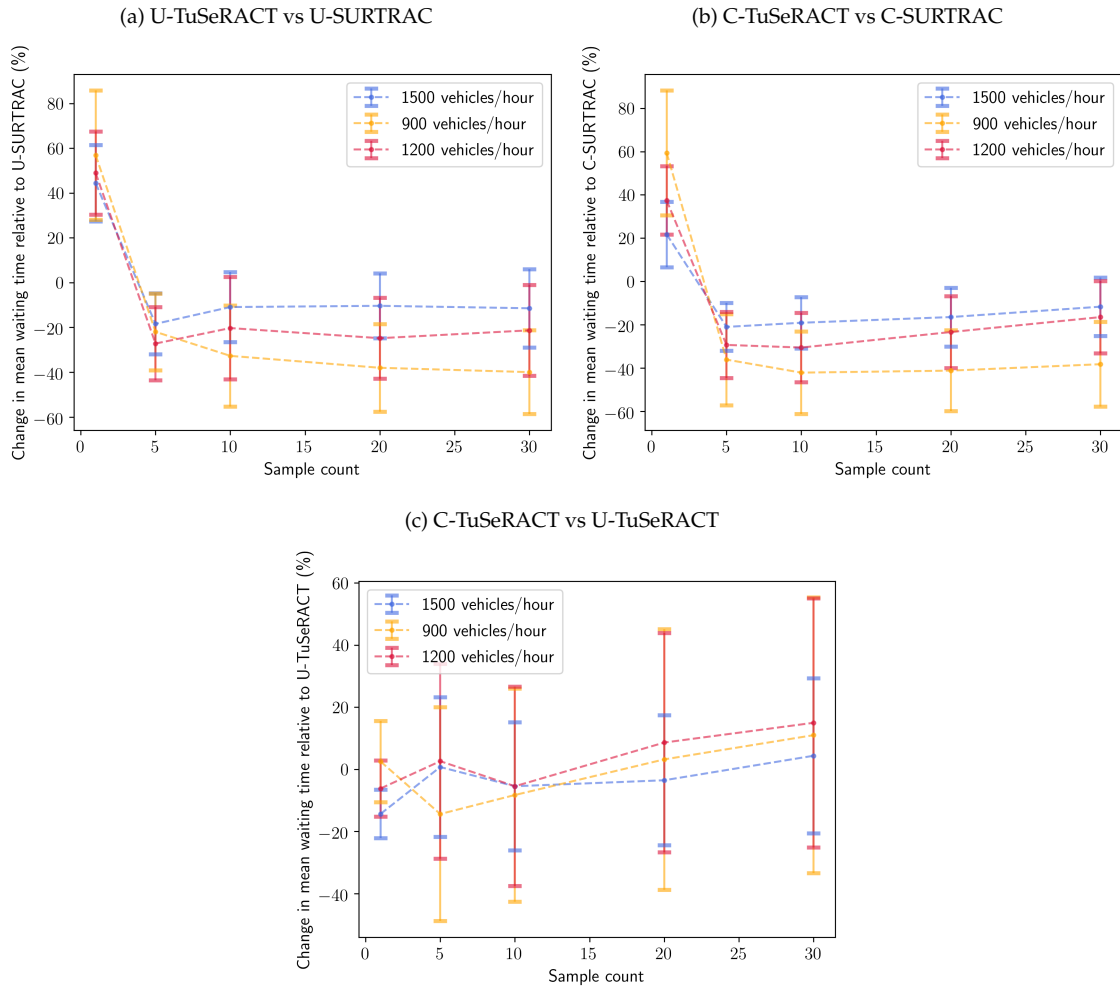 (a) U-TuSeRACT vs U-SURTRAC
Change in mean waiting time relative to U-SURTRAC (%)
80
60
40
20
0
−20
−40
−60
1500 vehicles/hour
900 vehicles/hour
1200 vehicles/hour
0 5 10 15 20 25 30
Sample count
(b) C-TuSeRACT vs C-SURTRAC
Change in mean waiting time relative to C-SURTRAC (%)
80
60
40
20
0
−20
−40
−60
1500 vehicles/hour
900 vehicles/hour
1200 vehicles/hour
0 5 10 15 20 25 30
Sample count
(c) C-TuSeRACT vs U-TuSeRACT
Change in mean waiting time relative to U-TuSeRACT (%)
60
40
20
0
−20
−40
1500 vehicles/hour
900 vehicles/hour
1200 vehicles/hour
0 5 10 15 20 25 30
Sample count